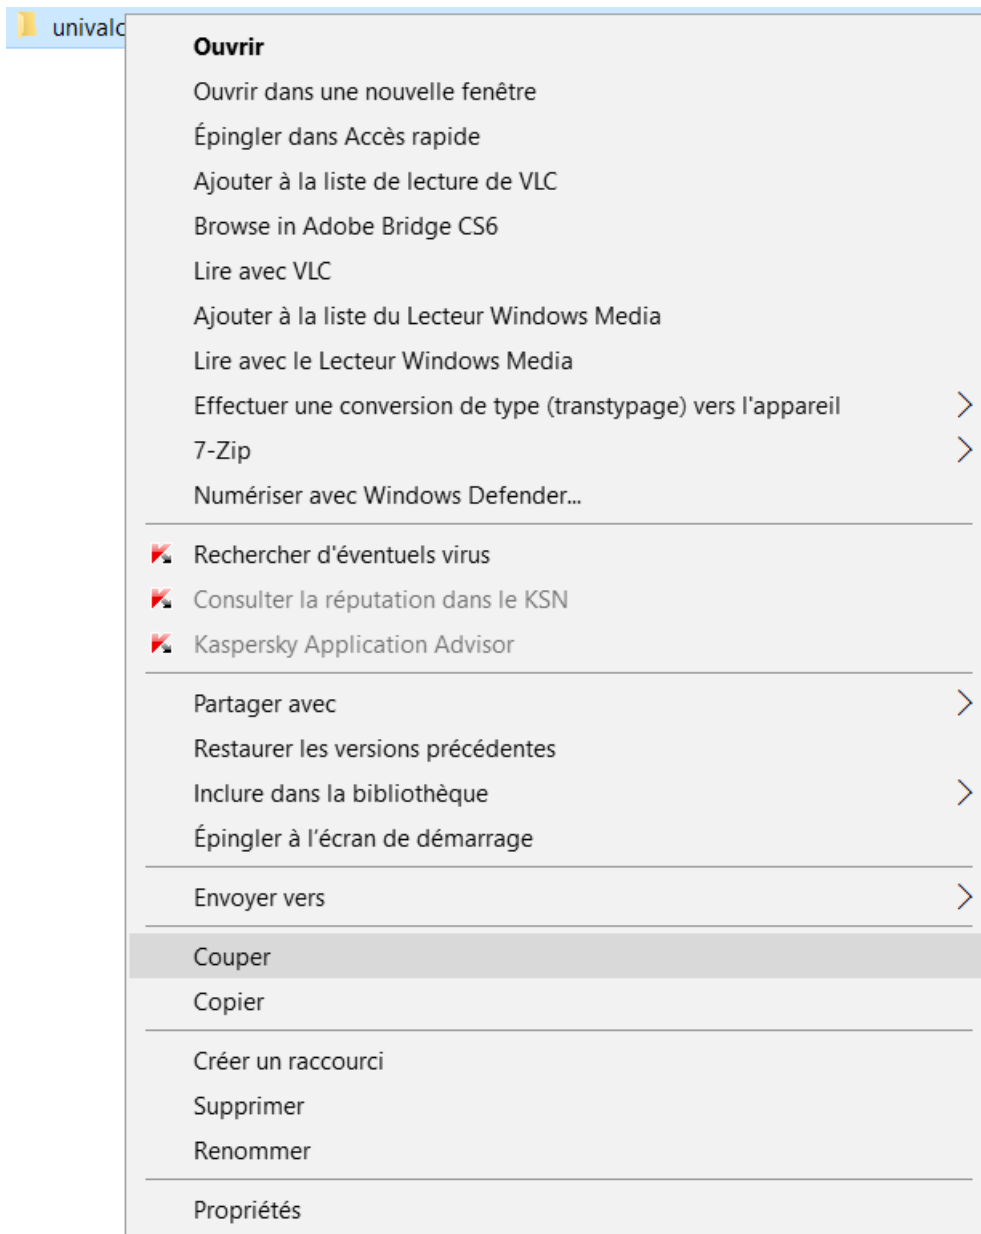 univalc
Ouvrir
Ouvrir dans une nouvelle fenêtre
Épingler dans Accès rapide
Ajouter à la liste de lecture de VLC
Browse in Adobe Bridge CS6
Lire avec VLC
Ajouter à la liste du Lecteur Windows Media
Lire avec le Lecteur Windows Media
Effectuer une conversion de type (transtypage) vers l'appareil
7-Zip
Numériser avec Windows Defender...
Rechercher d'éventuels virus
Consulter la réputation dans le KSN
Kaspersky Application Advisor
Partager avec
Restaurer les versions précédentes
Inclure dans la bibliothèque
Épingler à l’écran de démarrage
Envoyer vers
Couper
Copier
Créer un raccourci
Supprimer
Renommer
Propriétés